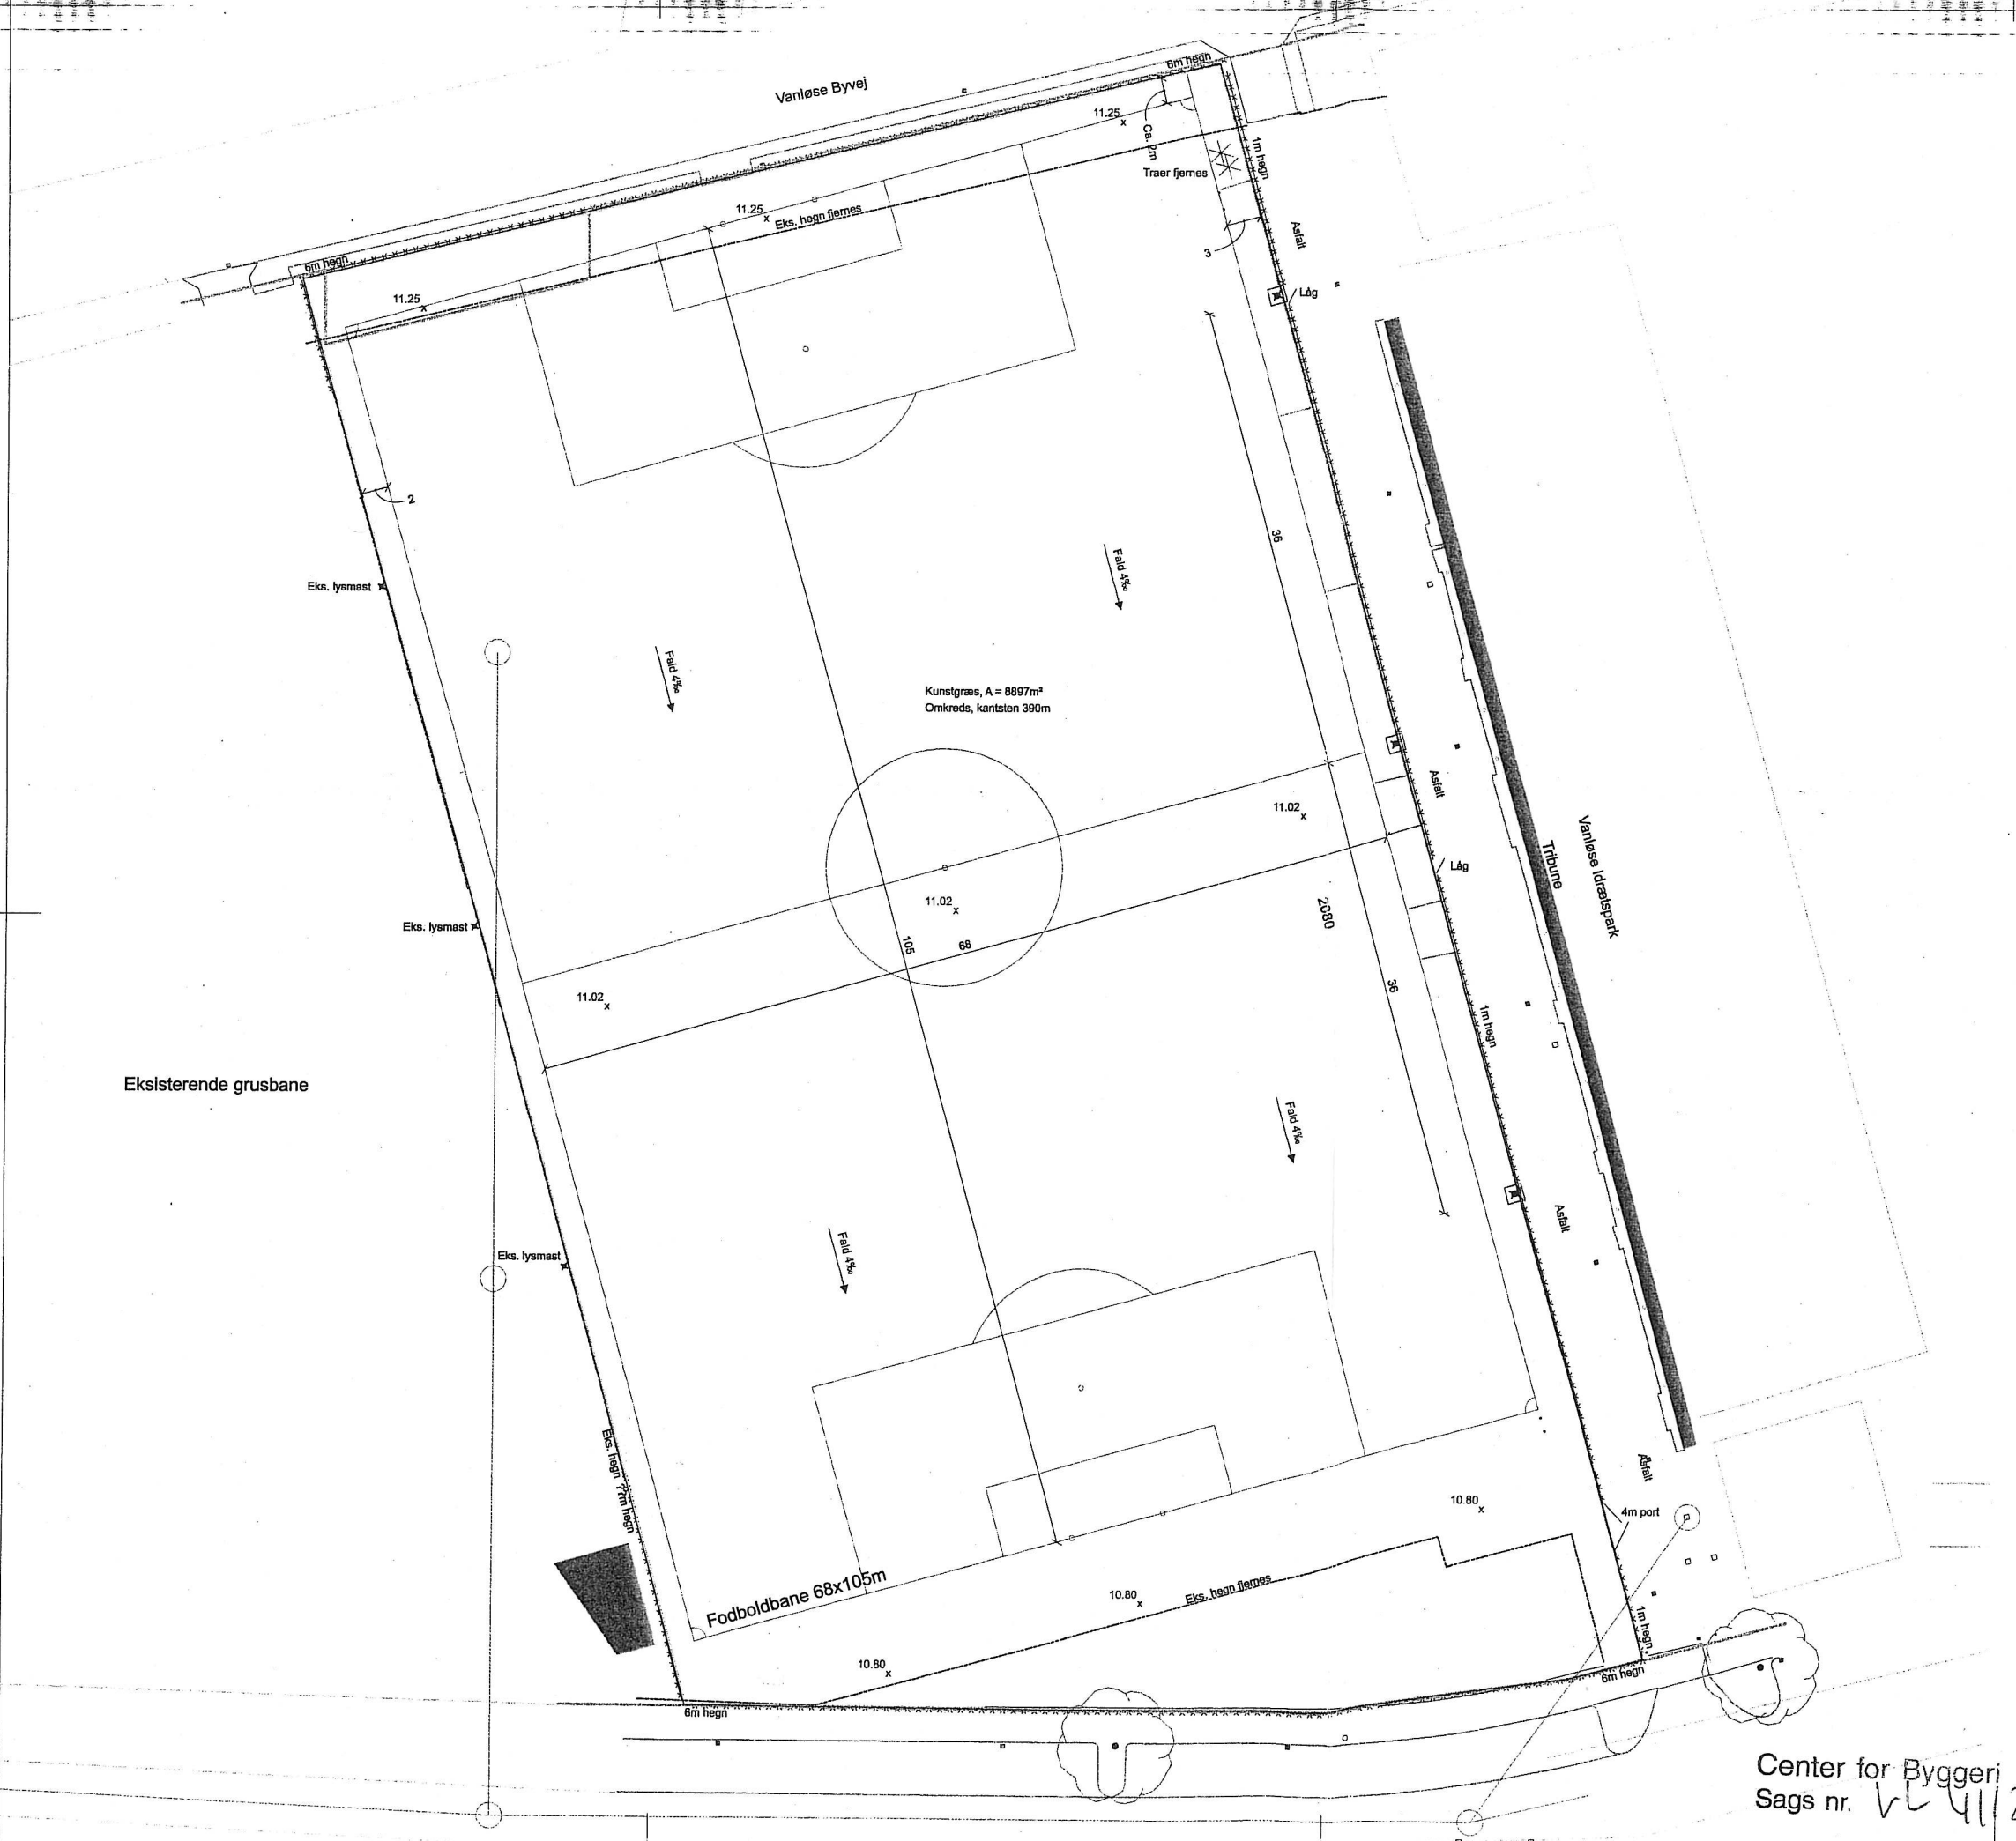 Vanløse Byvej
6m hegn
11.25
Ca. 2m
1m hegn
Traer fjernes
11.25
Eks. hegn fjernes
6m hegn
11.25
Asfalt
3
Låg
2
36
Fald 4‰
Eks. lysmast
Fald 4‰
Kunstgræs, A = 8897m²
Omkreds, kantsten 390m
Asfalt
11.02
Låg
Tribune
Vanløse Idrætspark
11.02
2080
Eks. lysmast
105
68
36
11.02
1m hegn
Eksisterende grusbane
Fald 4‰
Asfalt
Fald 4‰
Eks. lysmast
Eks. hegn ??m hegn
Asfalt
10.80
4m port
Fodboldbane 68x105m
10.80
Eks. hegn fjernes
1m hegn
10.80
6m hegn
6m hegn
Center for Byggeri
Sags nr.